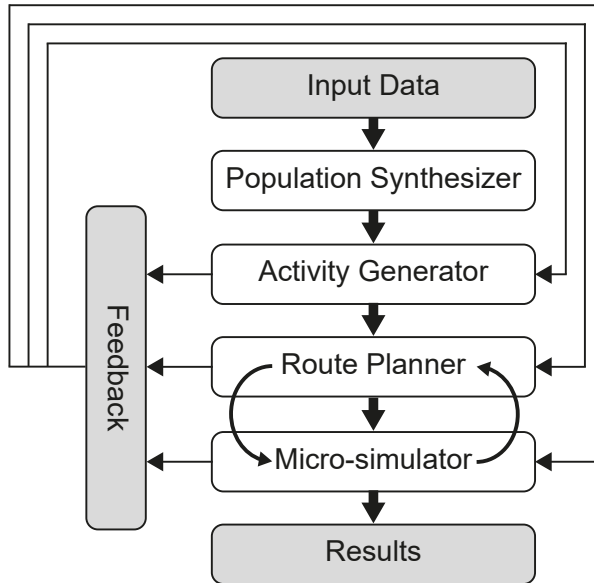 Input Data
Population Synthesizer
Activity Generator
Feedback
Route Planner
Micro-simulator
Results